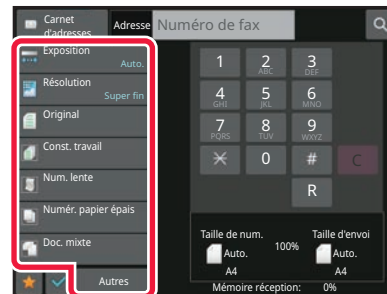 Carnet d'adresses
Adresse
Numéro de fax
Exposition
Auto.
Résolution
Super fin
Original
Const. travail
Num. lente
Numér. papier épais
Doc. mixte
Autres
1
2 ABC
3 DEF
4 GHI
5 JKL
6 MNO
7 PQRS
8 TUV
9 WXYZ
0
#
C
R
Taille de num.
Auto.
A4
100%
Taille d'envoi
Auto.
A4
Mémoire réception: 0%